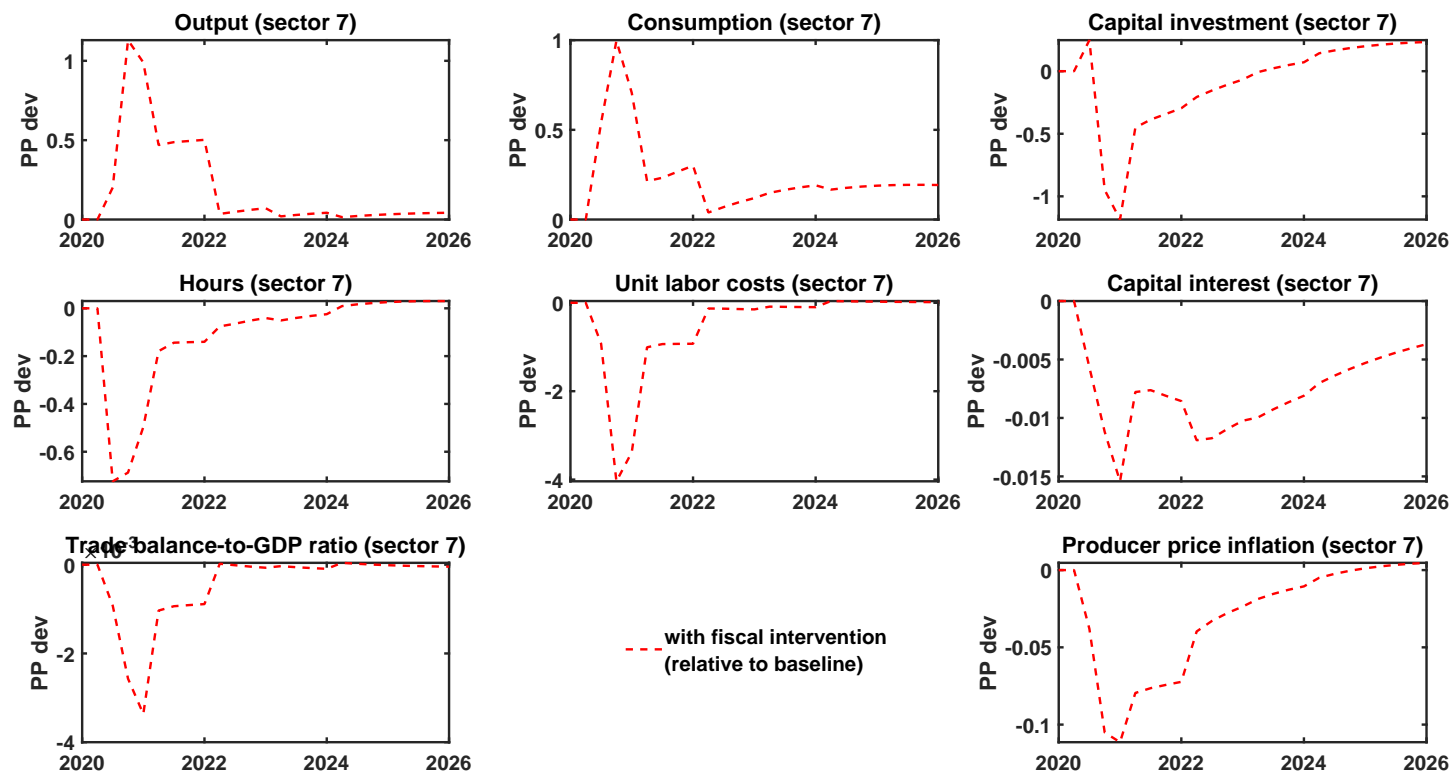 Output (sector 7)
1
0.5
0
PP dev
2020 2022 2024 2026
Consumption (sector 7)
1
0.5
0
PP dev
2020 2022 2024 2026
Capital investment (sector 7)
0
-0.5
-1
PP dev
2020 2022 2024 2026
Hours (sector 7)
0
-0.2
-0.4
-0.6
PP dev
2020 2022 2024 2026
Unit labor costs (sector 7)
0
-2
-4
PP dev
2020 2022 2024 2026
Capital interest (sector 7)
0
-0.005
-0.01
-0.015
PP dev
2020 2022 2024 2026
Trade balance-to-GDP ratio (sector 7)
×10-3
0
-2
-4
PP dev
2020 2022 2024 2026
with fiscal intervention
(relative to baseline)
Producer price inflation (sector 7)
0
-0.05
-0.1
PP dev
2020 2022 2024 2026